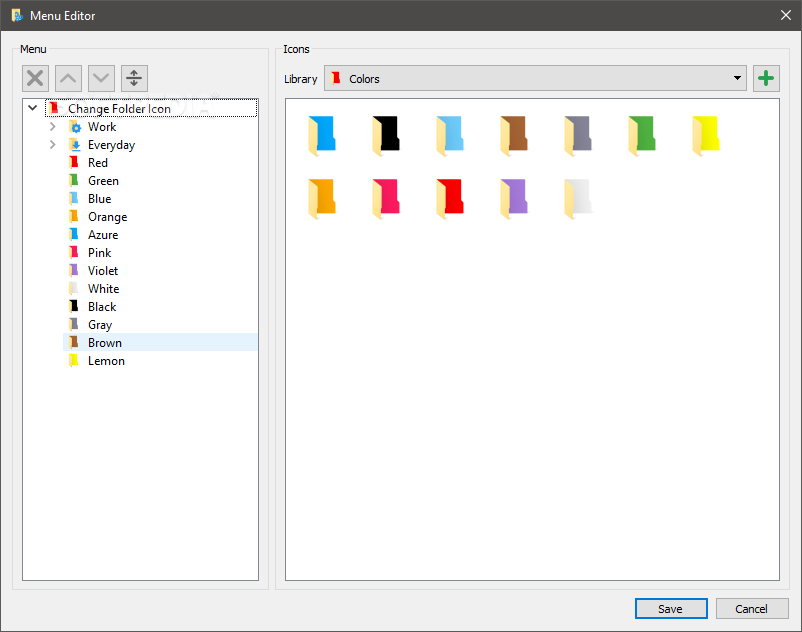 Menu Editor
Menu
Icons
Library
Colors
Change Folder Icon
Work
Everyday
Red
Green
Blue
Orange
Azure
Pink
Violet
White
Black
Gray
Brown
Lemon
Save
Cancel